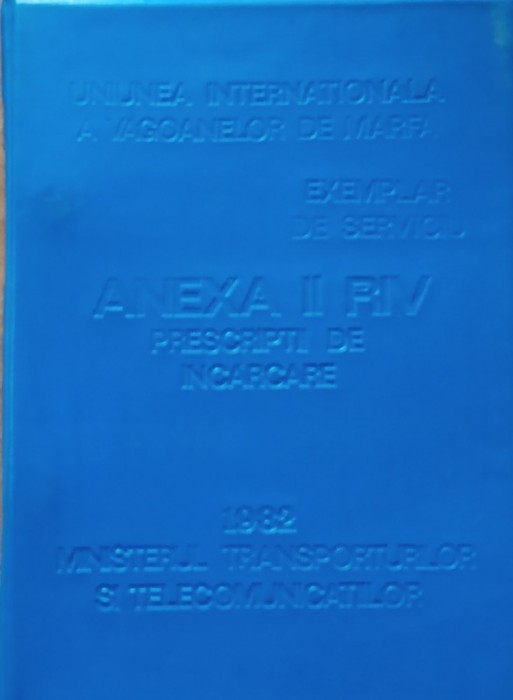 UNIUNEA INTERNATIONALA
A VAGOANELOR DE MARFA
EXEMPLAR
DE SERVICIU
ANEXA II RIV
PRESCRIPTII DE
INCARCARE
1982
MINISTERUL TRANSPORTURILOR
SI TELECOMUNICATIILOR